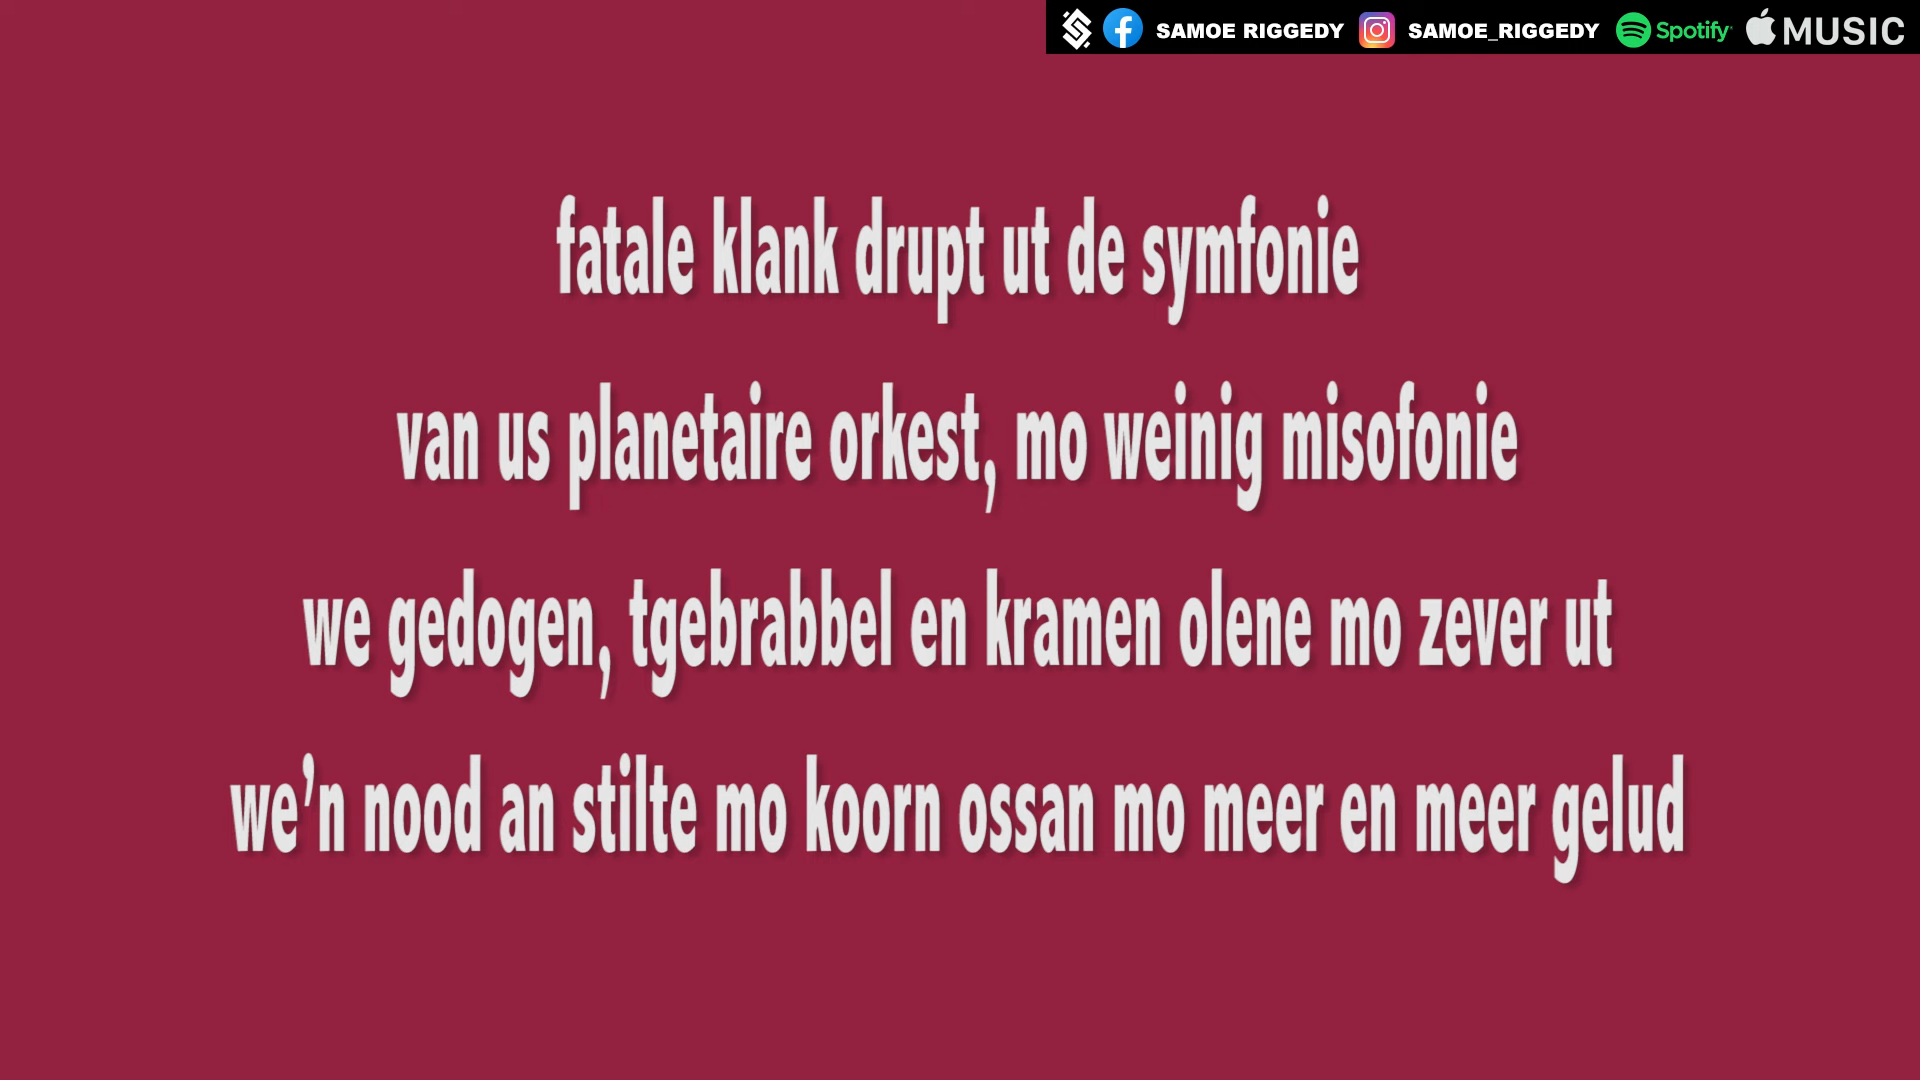 SAMOE RIGGEDY SAMOE_RIGGEDY Spotify MUSIC
fatale klank drupt ut de symfonie
van us planetaire orkest, mo weinig misofonie
we gedogen, tgebrabbel en kramen olene mo zever ut
we’n nood an stilte mo koorn ossan mo meer en meer gelud